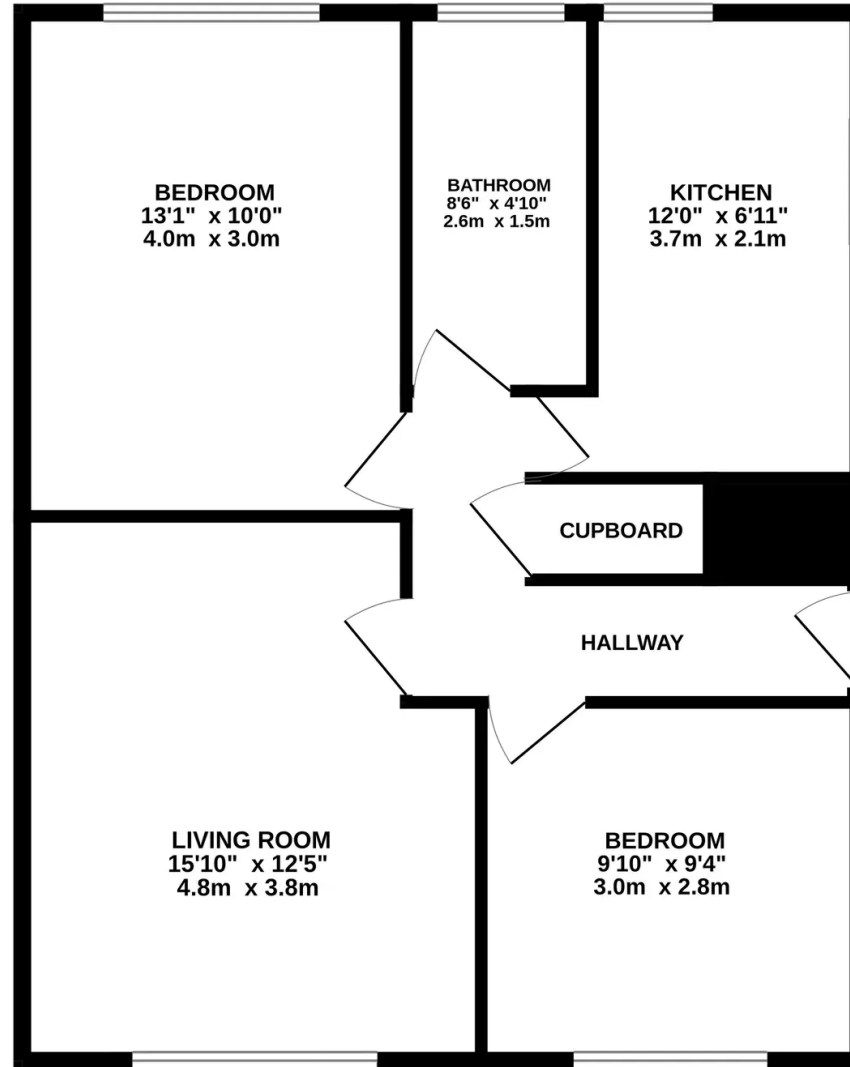 BEDROOM
13'1" x 10'0"
4.0m x 3.0m
BATHROOM
8'6" x 4'10"
2.6m x 1.5m
KITCHEN
12'0" x 6'11"
3.7m x 2.1m
CUPBOARD
HALLWAY
LIVING ROOM
15'10" x 12'5"
4.8m x 3.8m
BEDROOM
9'10" x 9'4"
3.0m x 2.8m